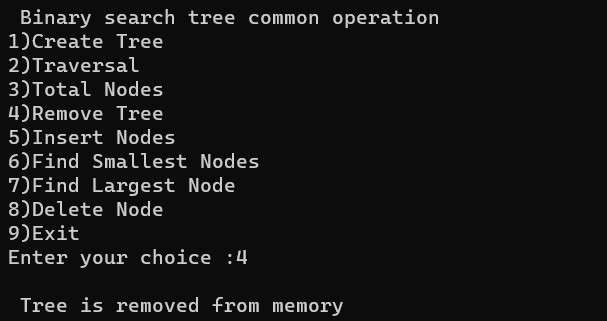 Binary search tree common operation
1)Create Tree
2)Traversal
3)Total Nodes
4)Remove Tree
5)Insert Nodes
6)Find Smallest Nodes
7)Find Largest Node
8)Delete Node
9)Exit
Enter your choice :4
Tree is removed from memory